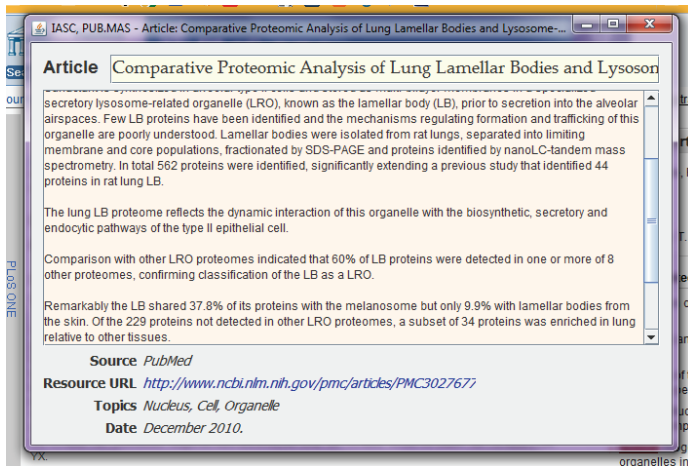 IASC, PUB.MAS - Article: Comparative Proteomic Analysis of Lung Lamellar Bodies and Lysosome-...
Article Comparative Proteomic Analysis of Lung Lamellar Bodies and Lysoson
secretory lysosome-related organelle (LRO), known as the lamellar body (LB), prior to secretion into the alveolar
airspaces. Few LB proteins have been identified and the mechanisms regulating formation and trafficking of this
organelle are poorly understood. Lamellar bodies were isolated from rat lungs, separated into limiting
membrane and core populations, fractionated by SDS-PAGE and proteins identified by nanoLC-tandem mass
spectrometry. In total 562 proteins were identified, significantly extending a previous study that identified 44
proteins in rat lung LB.
The lung LB proteome reflects the dynamic interaction of this organelle with the biosynthetic, secretory and
endocytic pathways of the type II epithelial cell.
Comparison with other LRO proteomes indicated that 60% of LB proteins were detected in one or more of 8
other proteomes, confirming classification of the LB as a LRO.
Remarkably the LB shared 37.8% of its proteins with the melanosome but only 9.9% with lamellar bodies from
the skin. Of the 229 proteins not detected in other LRO proteomes, a subset of 34 proteins was enriched in lung
relative to other tissues.
Source PubMed
Resource URL http://www.ncbi.nlm.nih.gov/pmc/articles/PMC3027677
Topics Nucleus, Cell, Organelle
Date December 2010.
PLoS ONE
YX.
organelles in